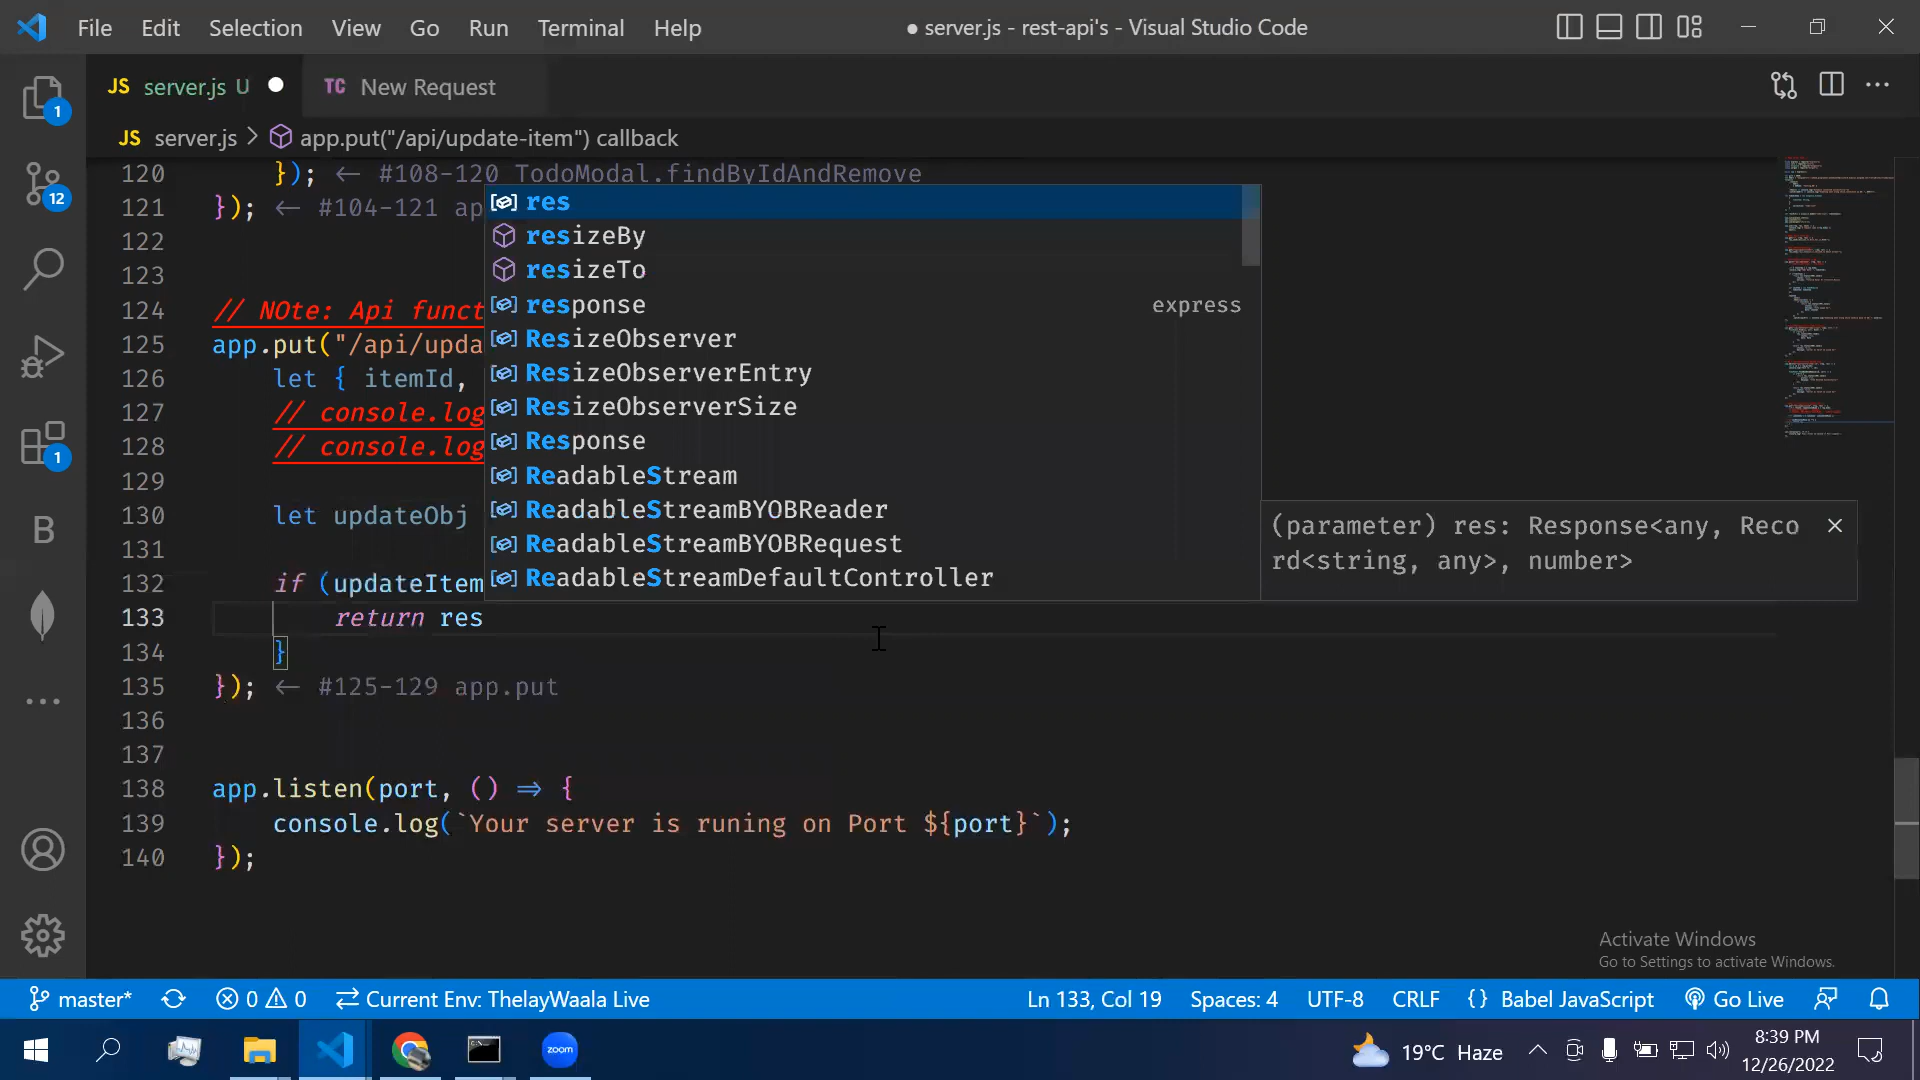 File Edit Selection View Go Run Terminal Help
● server.js - rest-api's - Visual Studio Code
JS server.js U
TC New Request
JS server.js > app.put("/api/update-item") callback
120 }); ← #108-120 TodoModal.findByIdAndRemove
121 }); ← #104-121 ap
122
123
124 // NOte: Api funct
125 app.put("/api/upda
126 let { itemId,
127 // console.log
128 // console.log
129
130 let updateObj
131
132 if (updateItem
133 return res
134 }
135 }); ← #125-129 app.put
136
137
138 app.listen(port, () ⇒ {
139 console.log(`Your server is runing on Port ${port}`);
140 });
res
resizeBy
resizeTo
response express
ResizeObserver
ResizeObserverEntry
ResizeObserverSize
Response
ReadableStream
ReadableStreamBYOBReader
ReadableStreamBYOBRequest
ReadableStreamDefaultController
(parameter) res: Response<any, Reco
rd<string, any>, number>
1
12
1
B
Activate Windows
Go to Settings to activate Windows.
master* 0 0 Current Env: ThelayWaala Live
Ln 133, Col 19 Spaces: 4 UTF-8 CRLF {} Babel JavaScript Go Live
zoom
19°C Haze
8:39 PM
12/26/2022